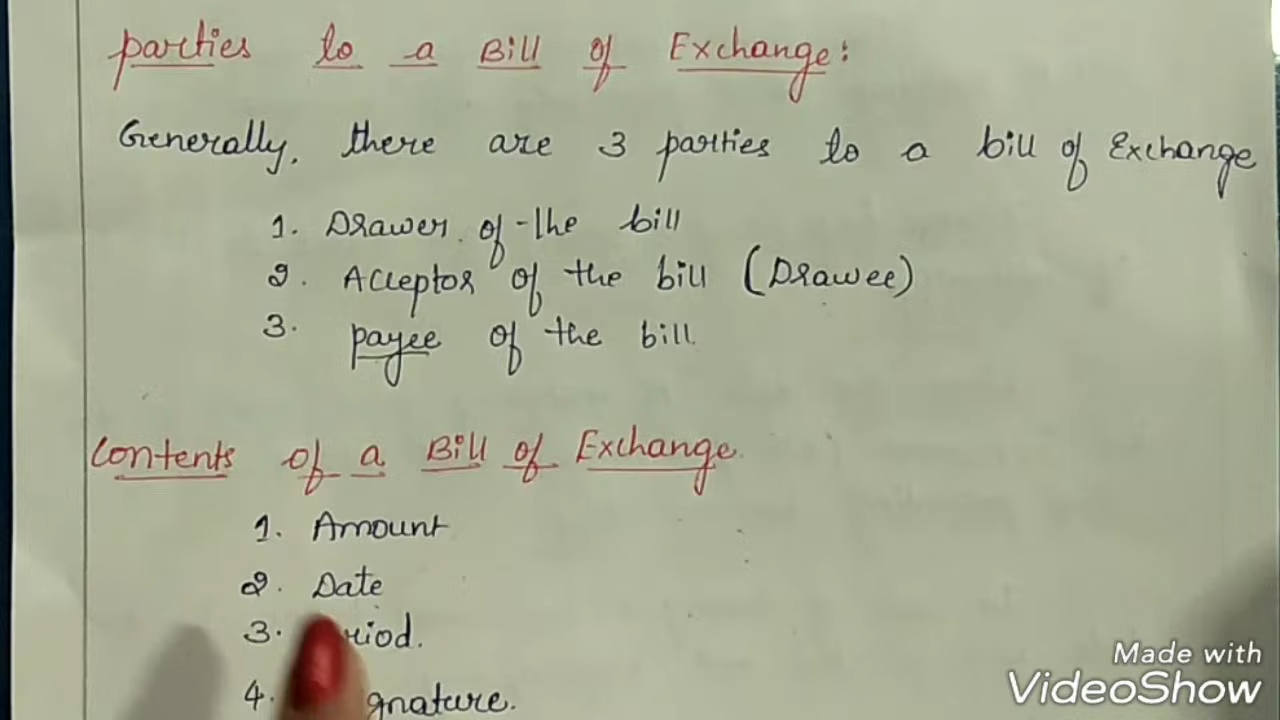 parties to a Bill of Exchange:
Generally, there are 3 parties to a bill of Exchange
1. Drawer of the bill
2. Acceptor of the bill (Drawee)
3. payee of the bill
Contents of a Bill of Exchange
1. Amount
2. Date
3.
4.
Made with
VideoShow